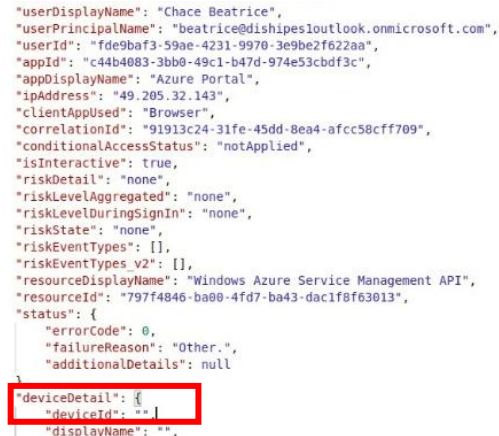 "userDisplayName": "Chace Beatrice",
"userPrincipalName": "beatrice@dishipes1outlook.onmicrosoft.com",
"userId": "fde9baf3-59ae-4231-9970-3e9be2f622aa",
"appId": "c44b4083-3bb0-49c1-b47d-974e53cbdf3c",
"appDisplayName": "Azure Portal",
"ipAddress": "49.205.32.143",
"clientAppUsed": "Browser",
"correlationId": "91913c24-31fe-45dd-8ea4-afcc58cff709",
"conditionalAccessStatus": "notApplied",
"isInteractive": true,
"riskDetail": "none",
"riskLevelAggregated": "none",
"riskLevelDuringSignIn": "none",
"riskState": "none",
"riskEventTypes": [],
"riskEventTypes_v2": [],
"resourceDisplayName": "Windows Azure Service Management API",
"resourceId": "797f4846-ba00-4fd7-ba43-dac1f8f63013",
"status": {
"errorCode": 0,
"failureReason": "Other.",
"additionalDetails": null
},
"deviceDetail": {
"deviceId": "",
"displayName": "",